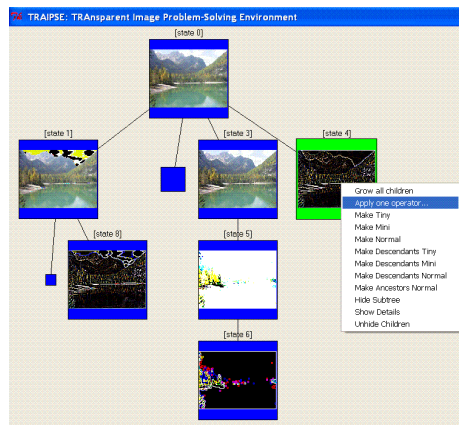 TRAIPSE: TRAnsparent Image Problem-Solving Environment
[state 0]
[state 1]
[state 3]
[state 4]
Grow all children
Apply one operator...
Make Tiny
Make Mini
Make Normal
Make Descendants Tiny
Make Descendants Mini
Make Descendants Normal
Make Ancestors Normal
Hide Subtree
Show Details
Unhide Children
[state 8]
[state 5]
[state 6]